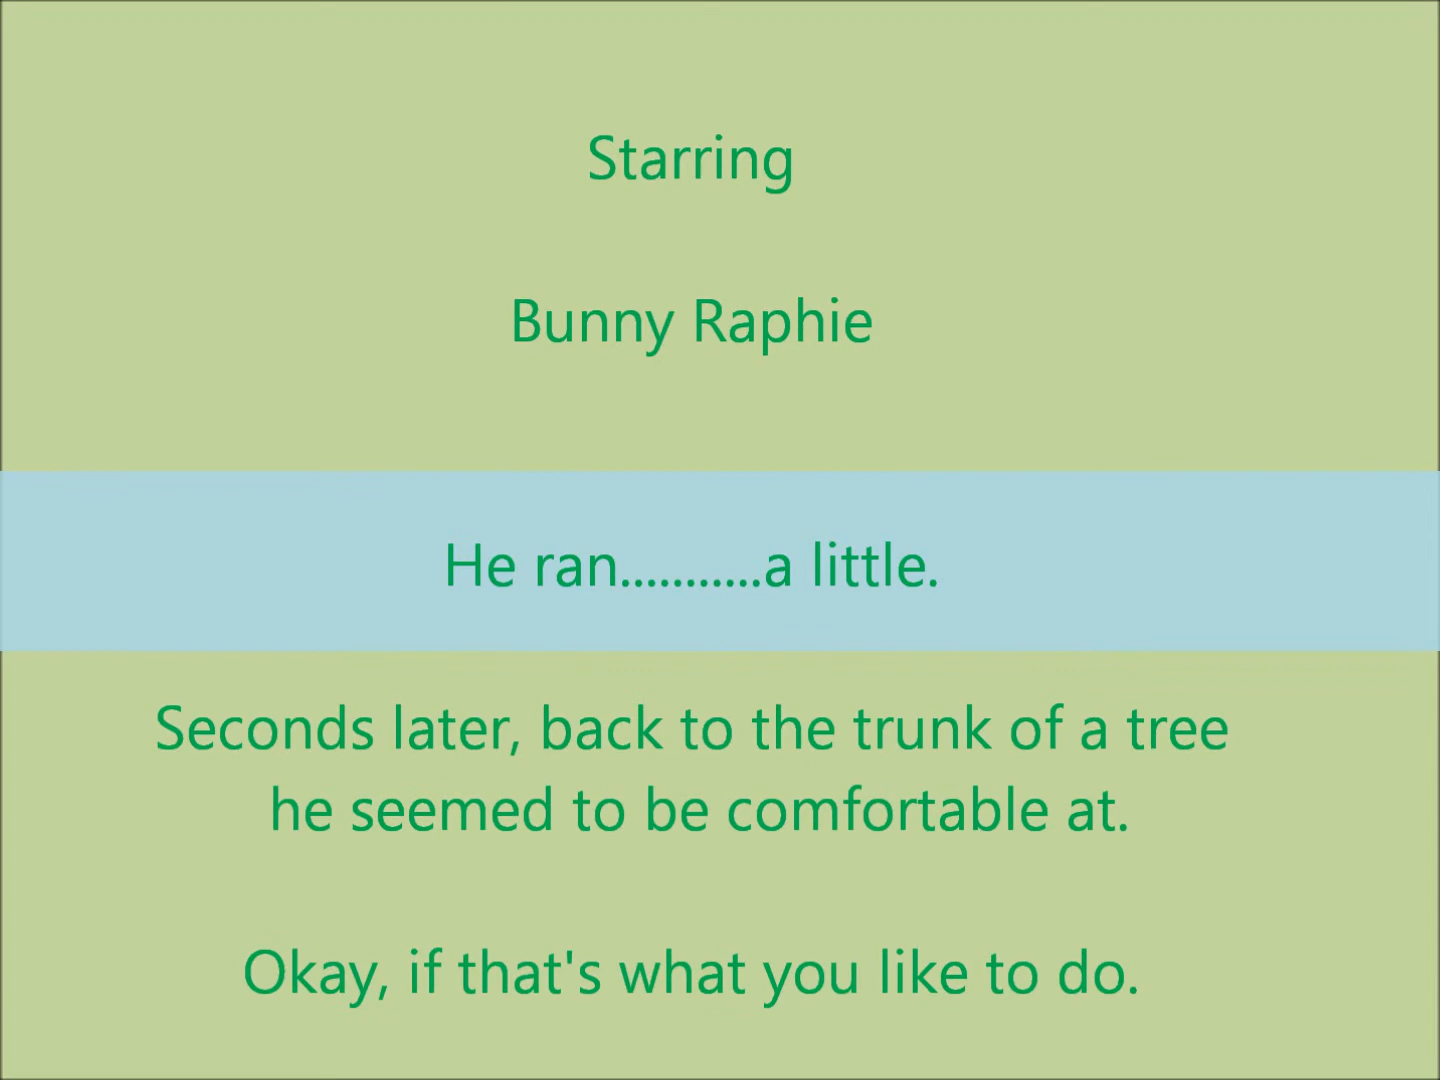 Starring
Bunny Raphie
He ran...........a little.
Seconds later, back to the trunk of a tree
he seemed to be comfortable at.
Okay, if that's what you like to do.